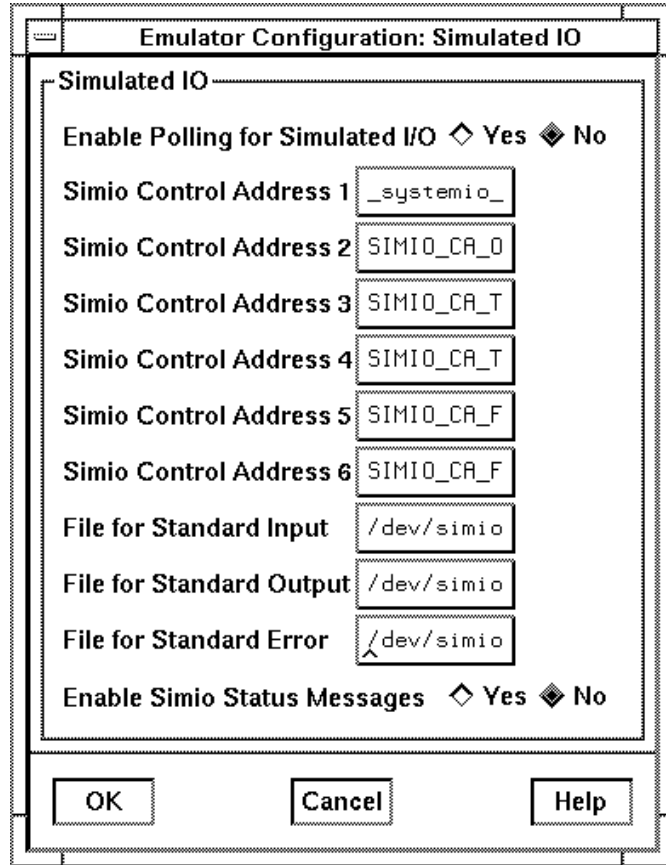 Emulator Configuration: Simulated IO
Simulated IO
Enable Polling for Simulated I/O Yes No
Simio Control Address 1 _systemio_
Simio Control Address 2 SIMIO_CA_O
Simio Control Address 3 SIMIO_CA_T
Simio Control Address 4 SIMIO_CA_T
Simio Control Address 5 SIMIO_CA_F
Simio Control Address 6 SIMIO_CA_F
File for Standard Input /dev/simio
File for Standard Output /dev/simio
File for Standard Error /dev/simio
Enable Simio Status Messages Yes No
OK Cancel Help